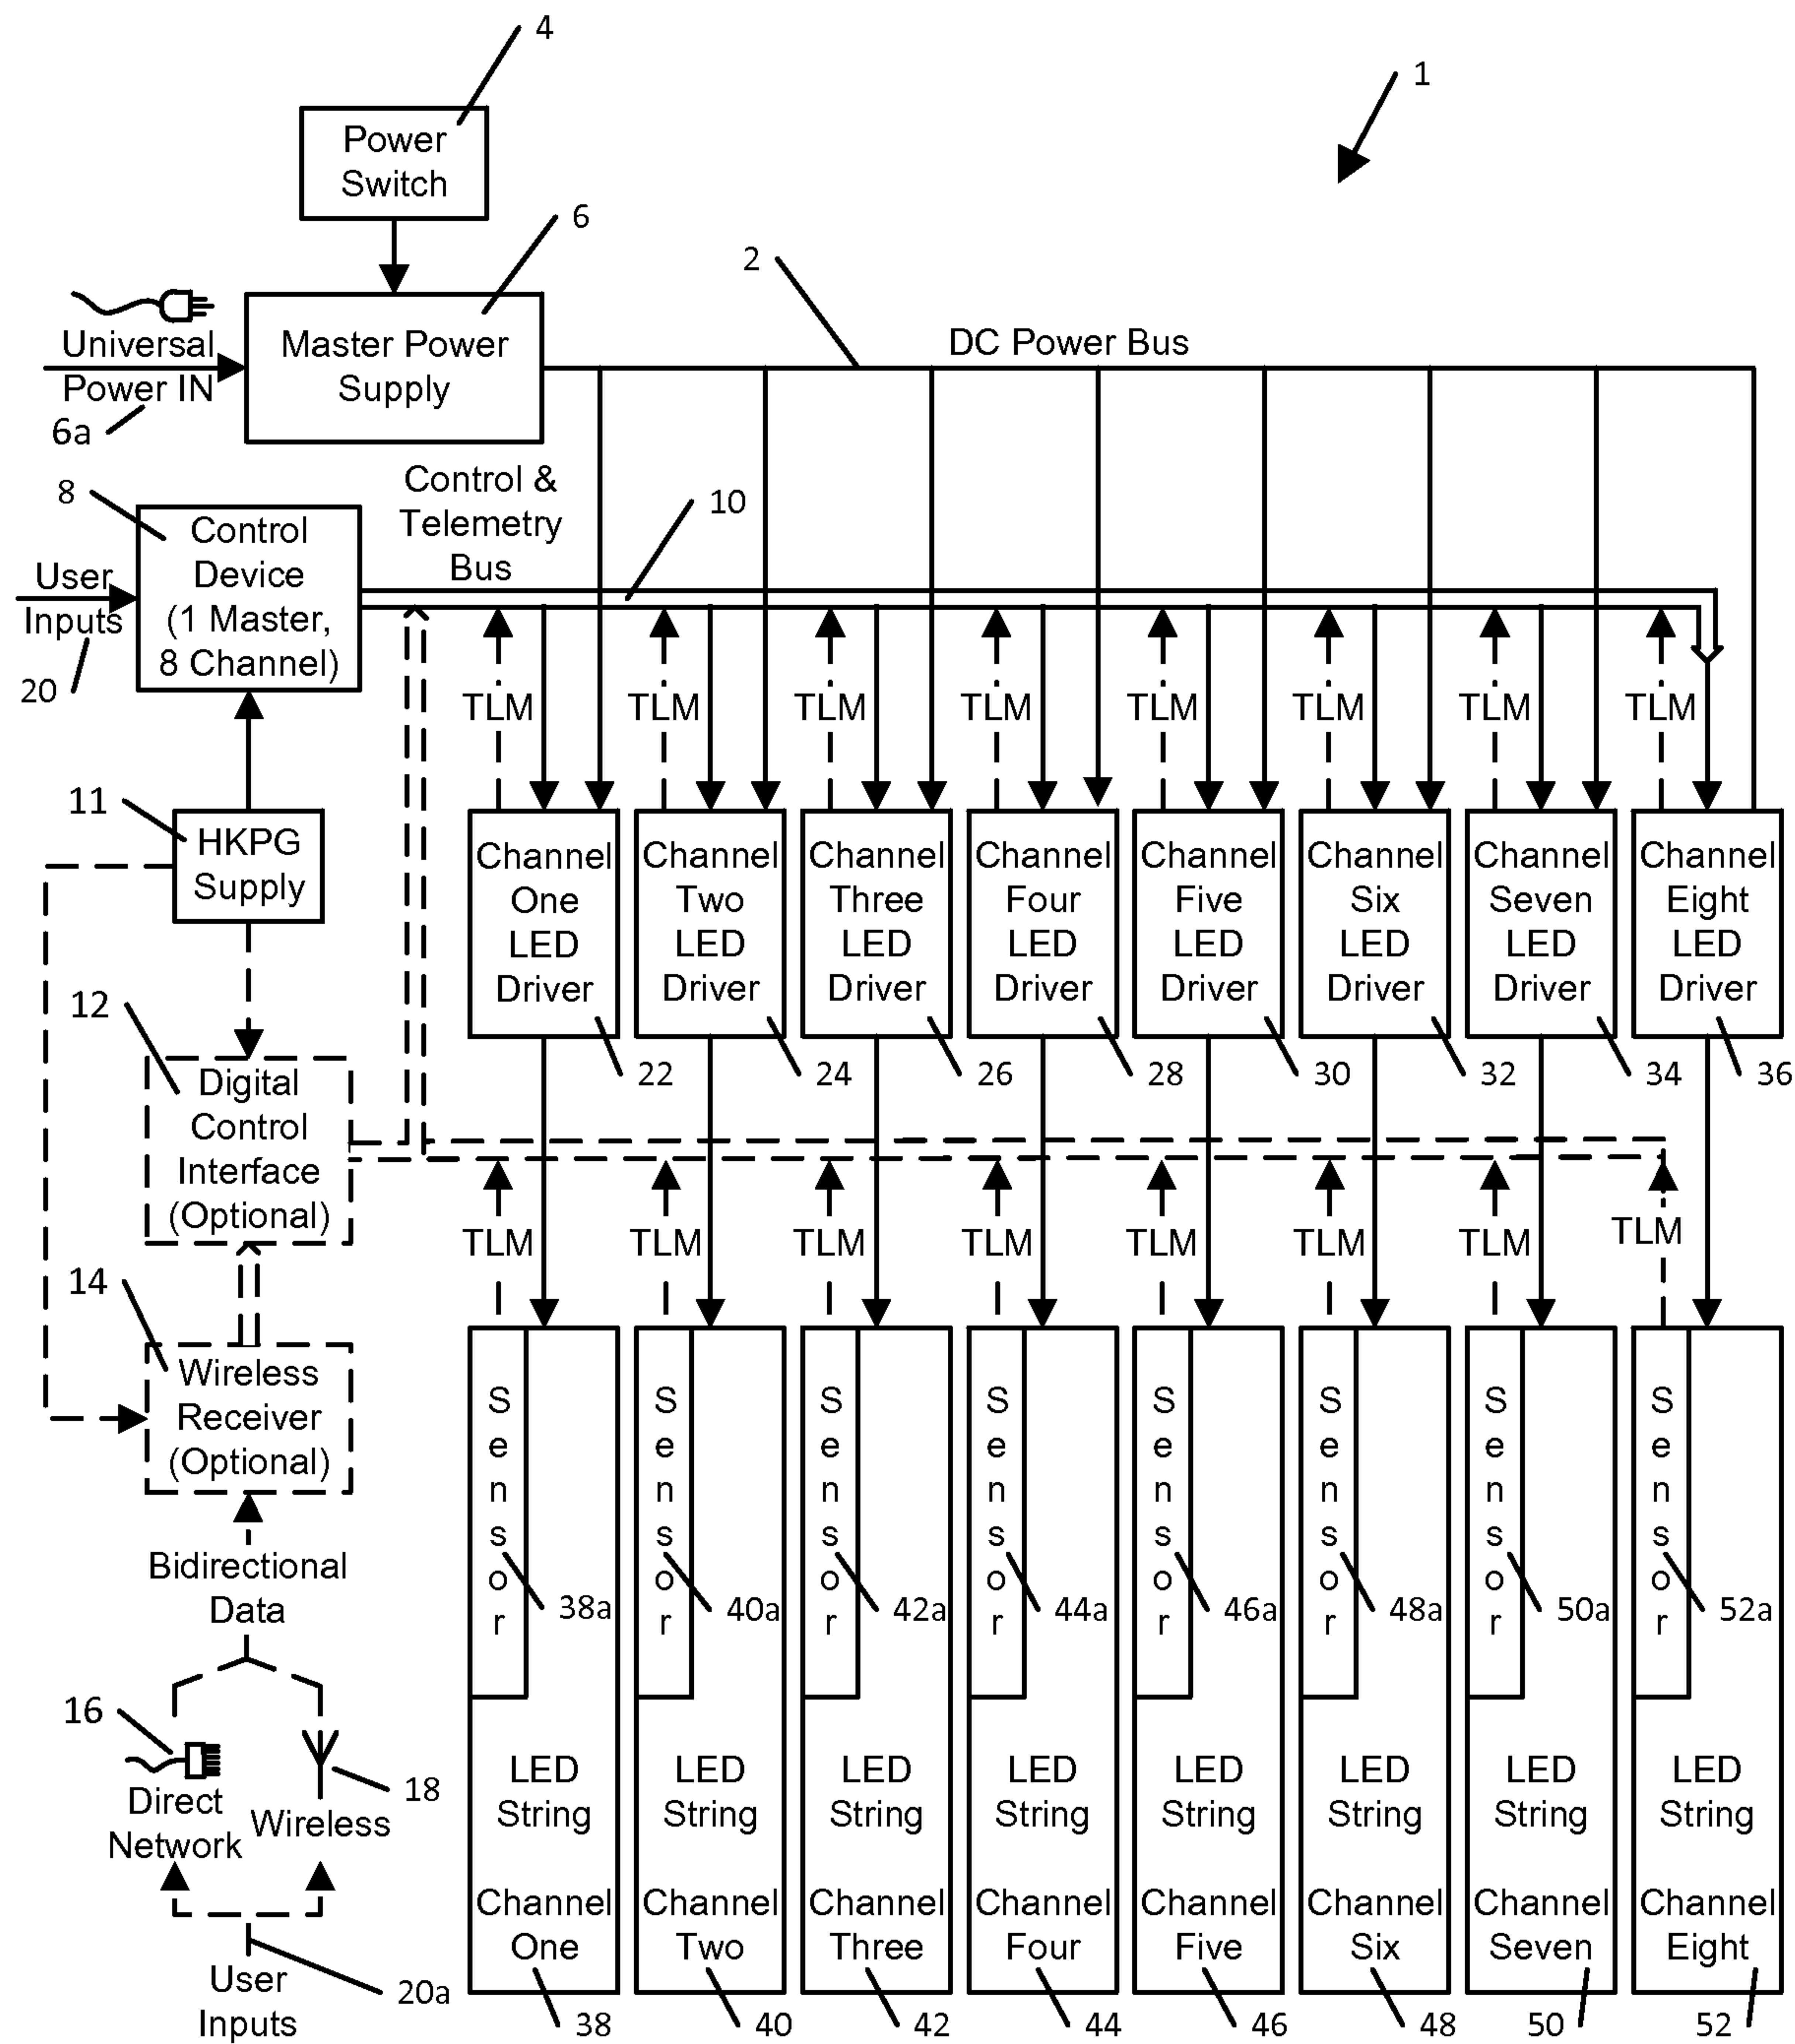 4
1
Power
Switch
6
2
Universal
Power IN
6a
Master Power
Supply
DC Power Bus
8
Control
Device
(1 Master,
8 Channel)
Control &
Telemetry
Bus
10
User
Inputs
20
TLM TLM TLM TLM TLM TLM TLM TLM
11
HKPG
Supply
Channel
One
LED
Driver
Channel
Two
LED
Driver
Channel
Three
LED
Driver
Channel
Four
LED
Driver
Channel
Five
LED
Driver
Channel
Six
LED
Driver
Channel
Seven
LED
Driver
Channel
Eight
LED
Driver
22 24 26 28 30 32 34 36
12
Digital
Control
Interface
(Optional)
TLM TLM TLM TLM TLM TLM TLM TLM
14
Wireless
Receiver
(Optional)
Bidirectional
Data
16
Direct
Network
18
Wireless
User
Inputs
20a
Sensor
38a
LED
String
Channel
One
38
Sensor
40a
LED
String
Channel
Two
40
Sensor
42a
LED
String
Channel
Three
42
Sensor
44a
LED
String
Channel
Four
44
Sensor
46a
LED
String
Channel
Five
46
Sensor
48a
LED
String
Channel
Six
48
Sensor
50a
LED
String
Channel
Seven
50
Sensor
52a
LED
String
Channel
Eight
52